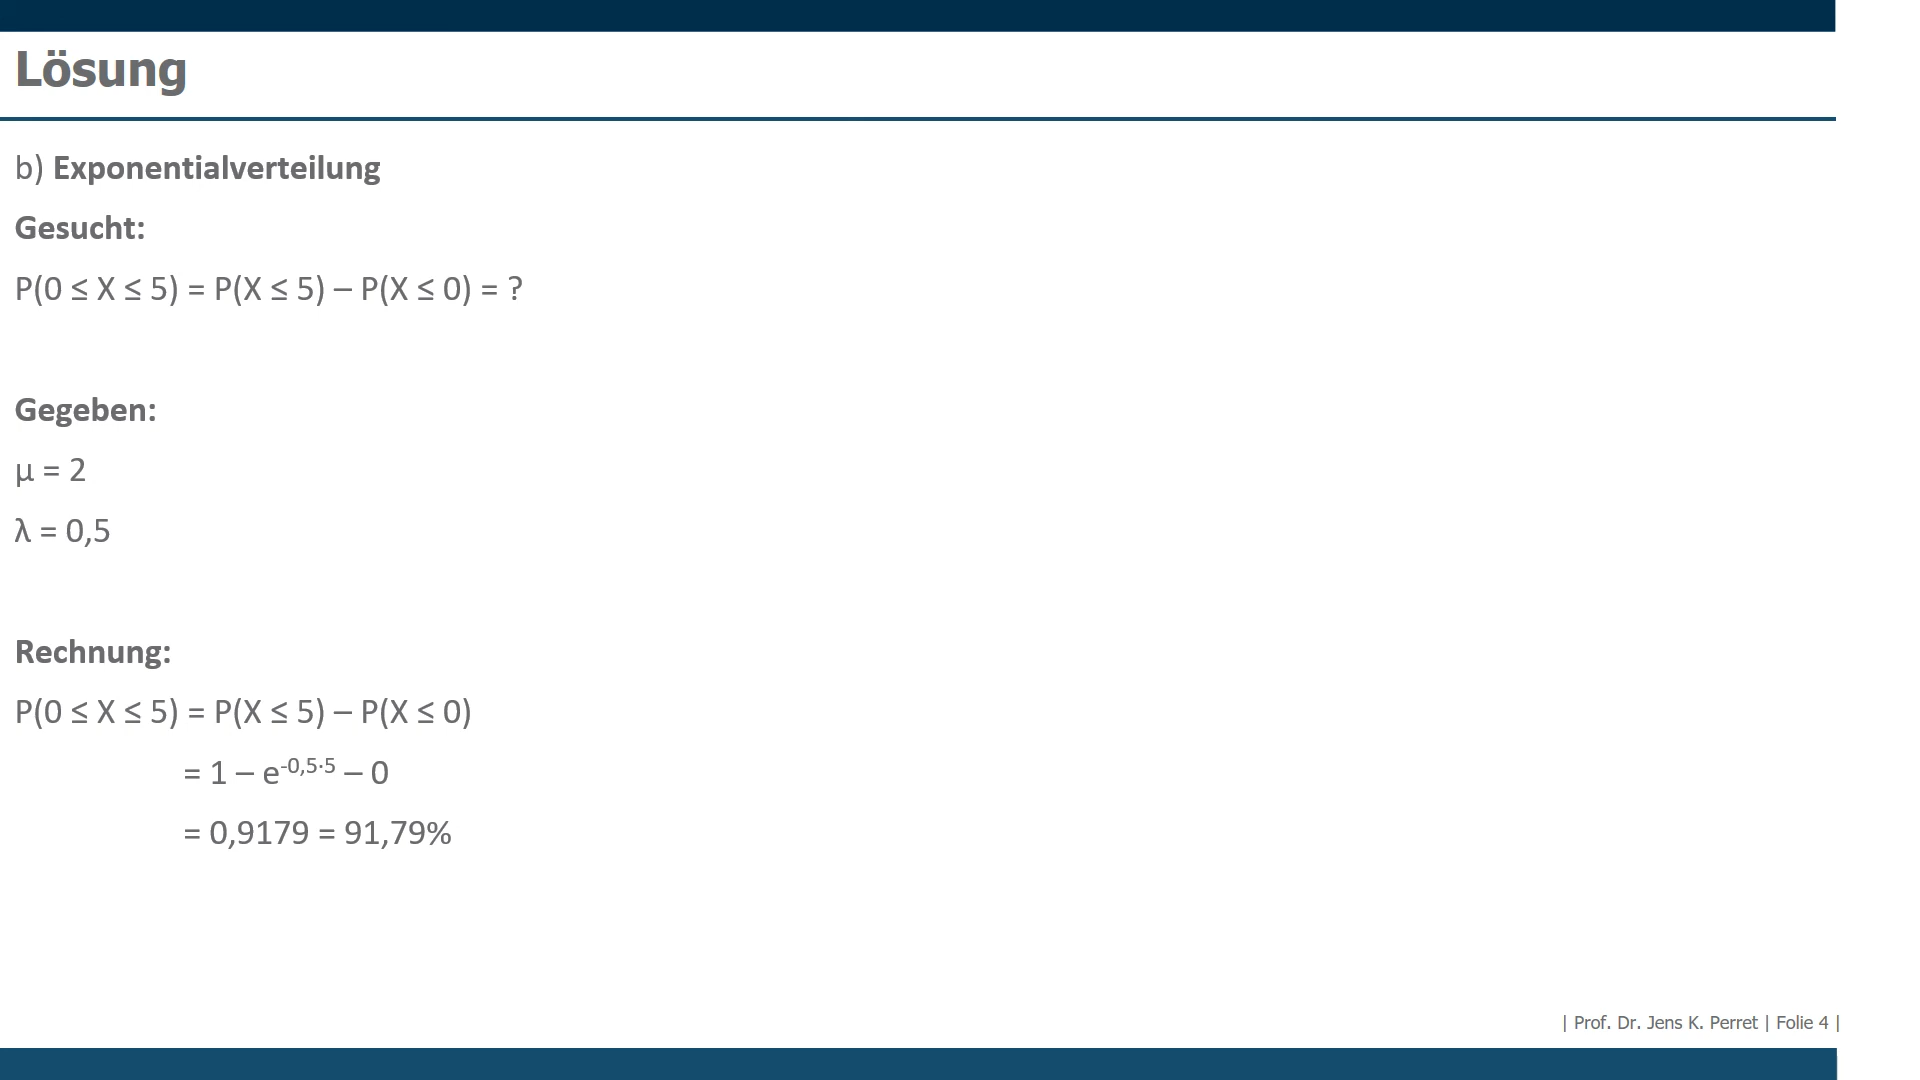 Lösung
b) Exponentialverteilung
Gesucht:
P(0 ≤ X ≤ 5) = P(X ≤ 5) – P(X ≤ 0) = ?
Gegeben:
μ = 2
λ = 0,5
Rechnung:
P(0 ≤ X ≤ 5) = P(X ≤ 5) – P(X ≤ 0)
= 1 – e⁻⁰,⁵·⁵ – 0
= 0,9179 = 91,79%
| Prof. Dr. Jens K. Perret | Folie 4 |